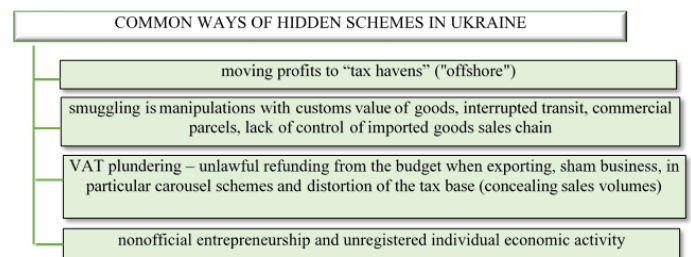 COMMON WAYS OF HIDDEN SCHEMES IN UKRAINE
moving profits to “tax havens” ("offshore")
smuggling is manipulations with customs value of goods, interrupted transit, commercial
parcels, lack of control of imported goods sales chain
VAT plundering – unlawful refunding from the budget when exporting, sham business, in
particular carousel schemes and distortion of the tax base (concealing sales volumes)
nonofficial entrepreneurship and unregistered individual economic activity